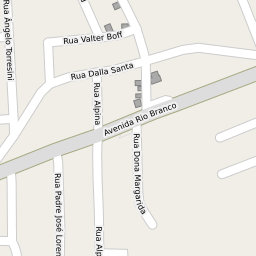 Rua Ângelo Torresini
Rua Valter Boff
Rua Dalla Santa
Rua Alpina
Avenida Rio Branco
Rua Dona Margarida
Rua Padre José Loren
Rua Alp